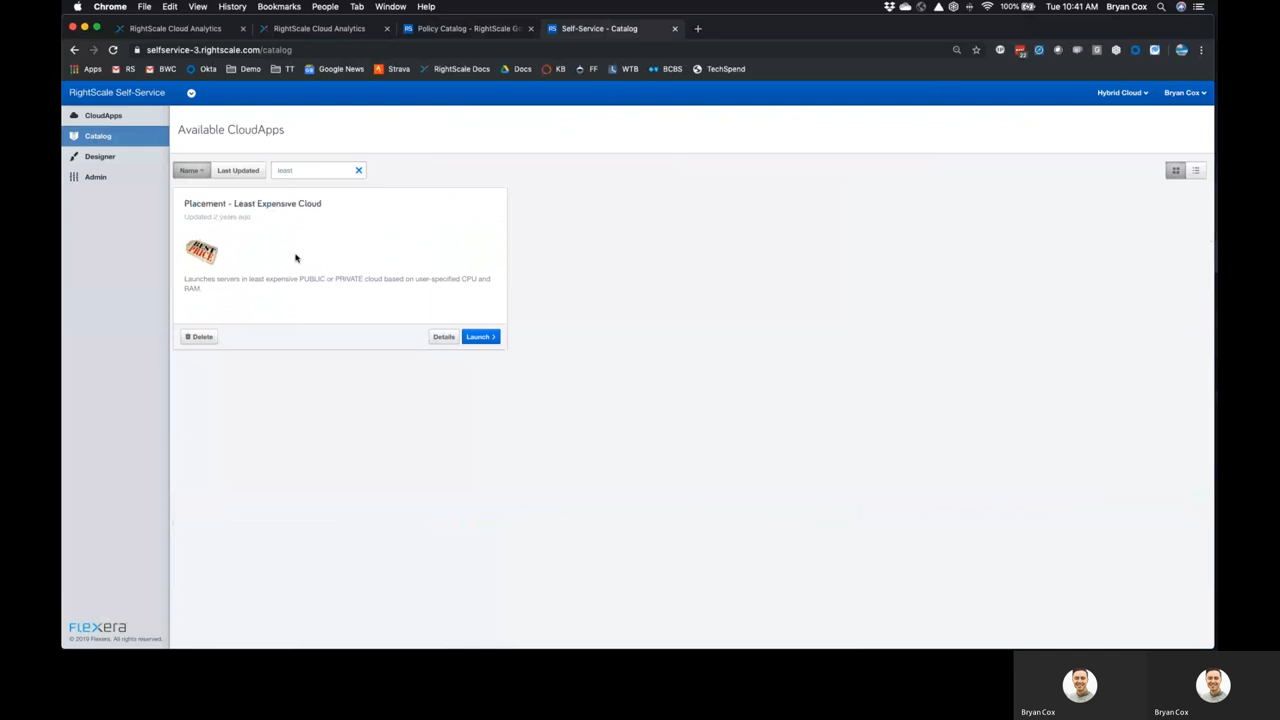 Chrome File Edit View History Bookmarks People Tab Window Help 100% Tue 10:41 AM Bryan Cox
RightScale Cloud Analytics RightScale Cloud Analytics Policy Catalog - RightScale Go Self-Service - Catalog
selfservice-3.rightscale.com/catalog
Apps RS BWC Okta Demo TT Google News Strava RightScale Docs Docs KB FF WTB BCBS TechSpend
RightScale Self-Service Hybrid Cloud Bryan Cox
CloudApps
Catalog
Designer
Admin
Available CloudApps
Name Last Updated least
Placement - Least Expensive Cloud
Updated 2 years ago
BEST
PRICE
Launches servers in least expensive PUBLIC or PRIVATE cloud based on user-specified CPU and
RAM.
Delete Details Launch
FLEXERA
© 2019 Flexera. All rights reserved.
Bryan Cox Bryan Cox